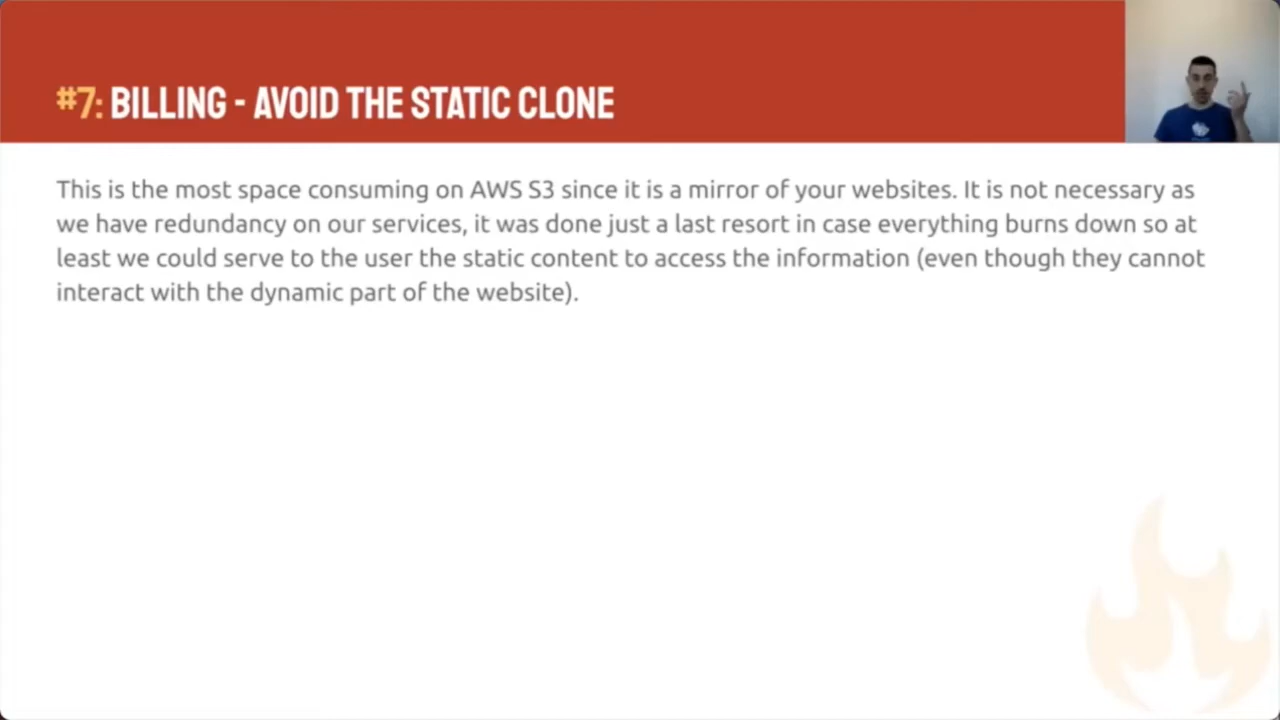 #7: BILLING - AVOID THE STATIC CLONE
This is the most space consuming on AWS S3 since it is a mirror of your websites. It is not necessary as
we have redundancy on our services, it was done just a last resort in case everything burns down so at
least we could serve to the user the static content to access the information (even though they cannot
interact with the dynamic part of the website).